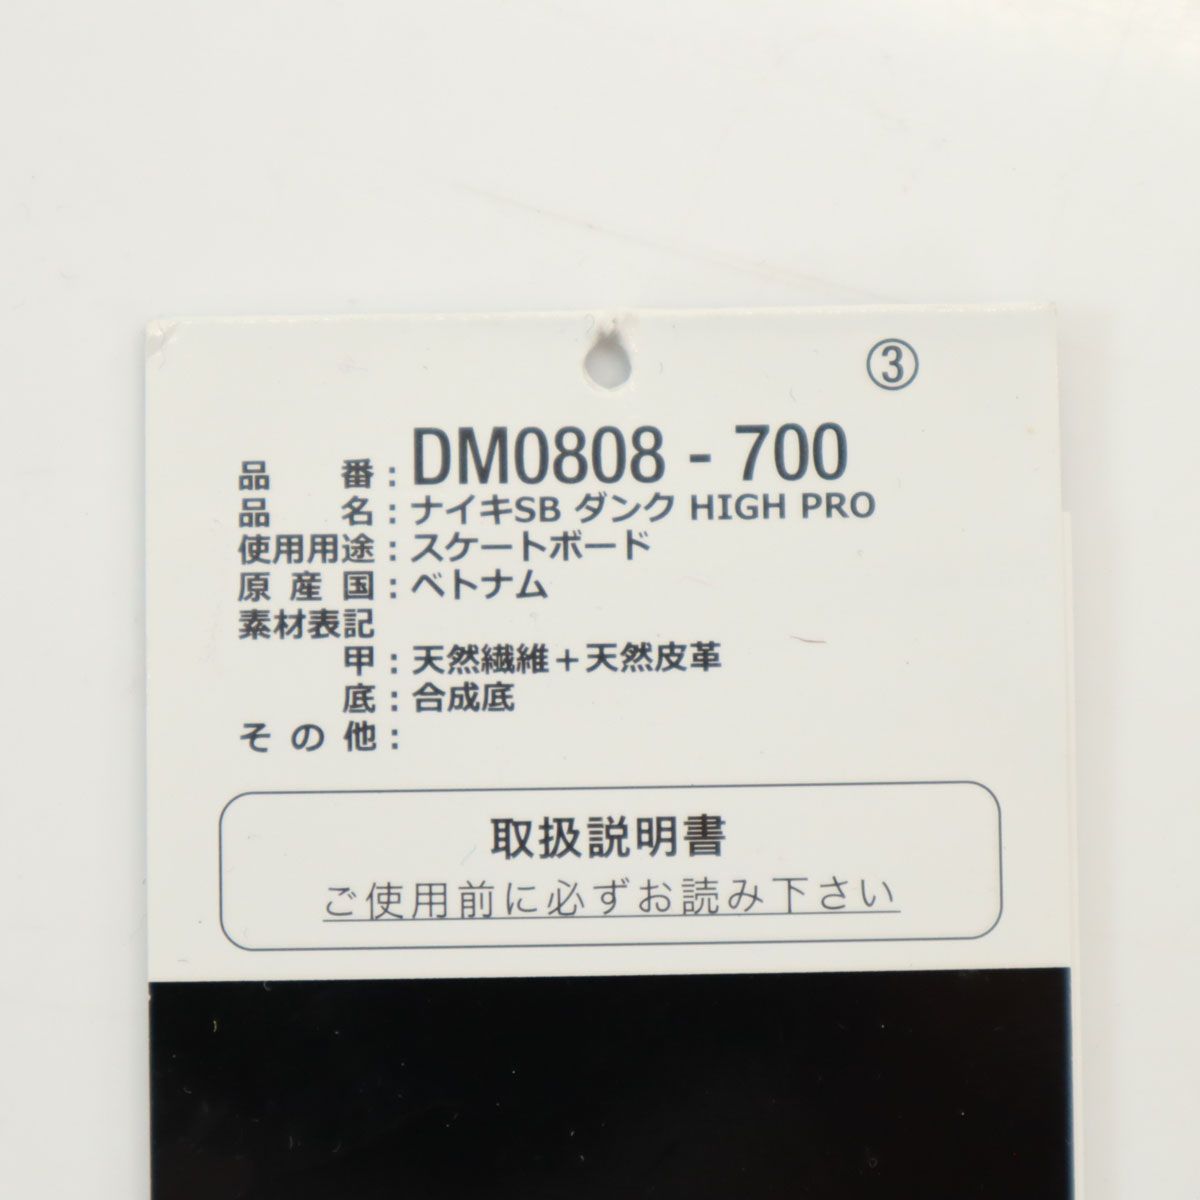 ③
品番：DM0808 - 700
品名：ナイキSB ダンク HIGH PRO
使用用途：スケートボード
原産国：ベトナム
素材表記
甲：天然繊維＋天然皮革
底：合成底
その他：
取扱説明書
ご使用前に必ずお読み下さい